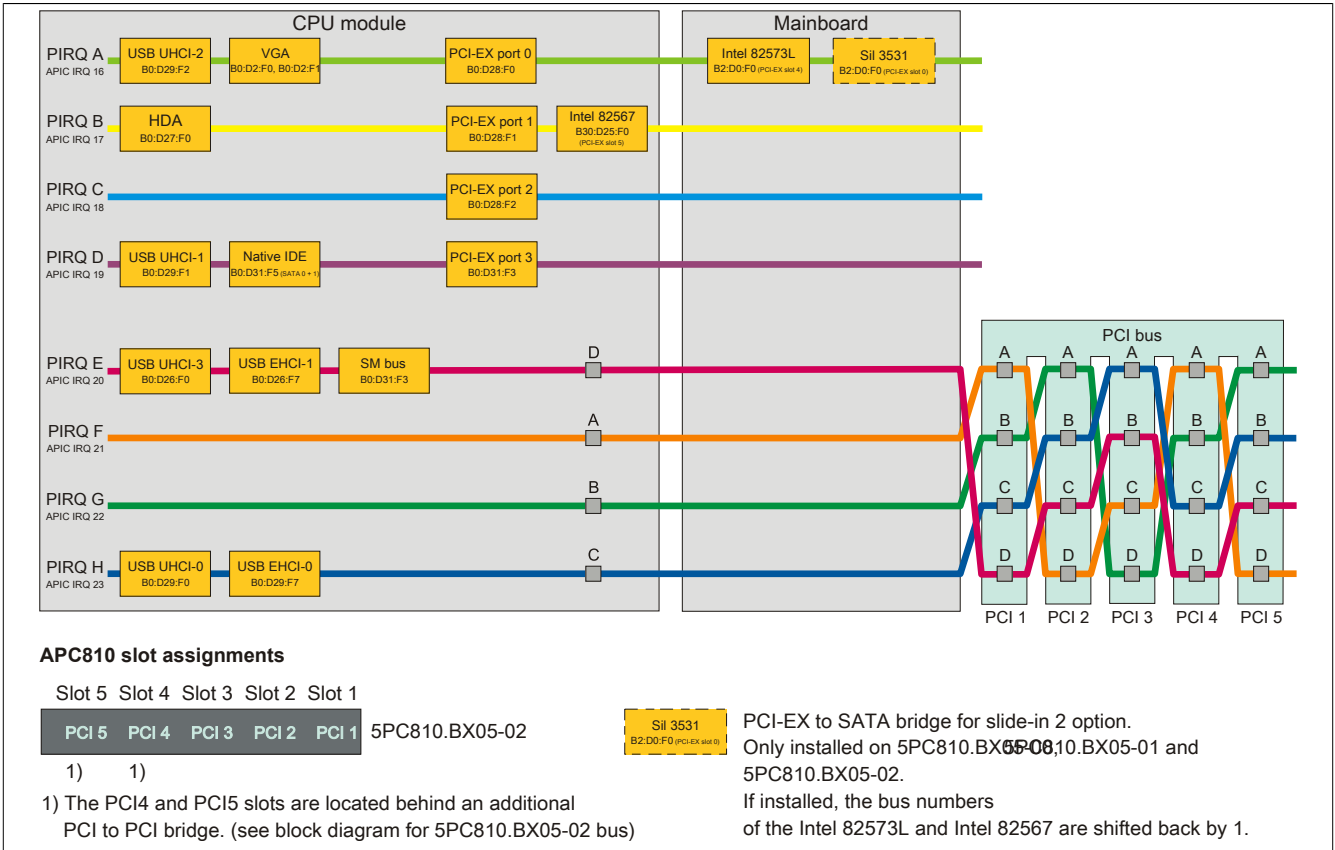 CPU module
Mainboard
PIRQ A
APIC IRQ 16
USB UHCI-2
B0:D29:F2
VGA
B0:D2:F0, B0:D2:F1
PCI-EX port 0
B0:D28:F0
Intel 82573L
B2:D0:F0 (PCI-EX slot 4)
Sil 3531
B2:D0:F0 (PCI-EX slot 0)
PIRQ B
APIC IRQ 17
HDA
B0:D27:F0
PCI-EX port 1
B0:D28:F1
Intel 82567
B30:D25:F0
(PCI-EX slot 5)
PIRQ C
APIC IRQ 18
PCI-EX port 2
B0:D28:F2
PIRQ D
APIC IRQ 19
USB UHCI-1
B0:D29:F1
Native IDE
B0:D31:F5 (SATA 0 + 1)
PCI-EX port 3
B0:D31:F3
PCI bus
PIRQ E
APIC IRQ 20
USB UHCI-3
B0:D26:F0
USB EHCI-1
B0:D26:F7
SM bus
B0:D31:F3
D
A A A A A
PIRQ F
APIC IRQ 21
A
B B B B B
PIRQ G
APIC IRQ 22
B
C C C C C
PIRQ H
APIC IRQ 23
USB UHCI-0
B0:D29:F0
USB EHCI-0
B0:D29:F7
C
D D D D D
PCI 1 PCI 2 PCI 3 PCI 4 PCI 5
APC810 slot assignments
Slot 5 Slot 4 Slot 3 Slot 2 Slot 1
PCI 5 PCI 4 PCI 3 PCI 2 PCI 1 5PC810.BX05-02
1) 1)
1) The PCI4 and PCI5 slots are located behind an additional
PCI to PCI bridge. (see block diagram for 5PC810.BX05-02 bus)
Sil 3531
B2:D0:F0 (PCI-EX slot 0)
PCI-EX to SATA bridge for slide-in 2 option.
Only installed on 5PC810.BX05-01 and
5PC810.BX05-02.
If installed, the bus numbers
of the Intel 82573L and Intel 82567 are shifted back by 1.